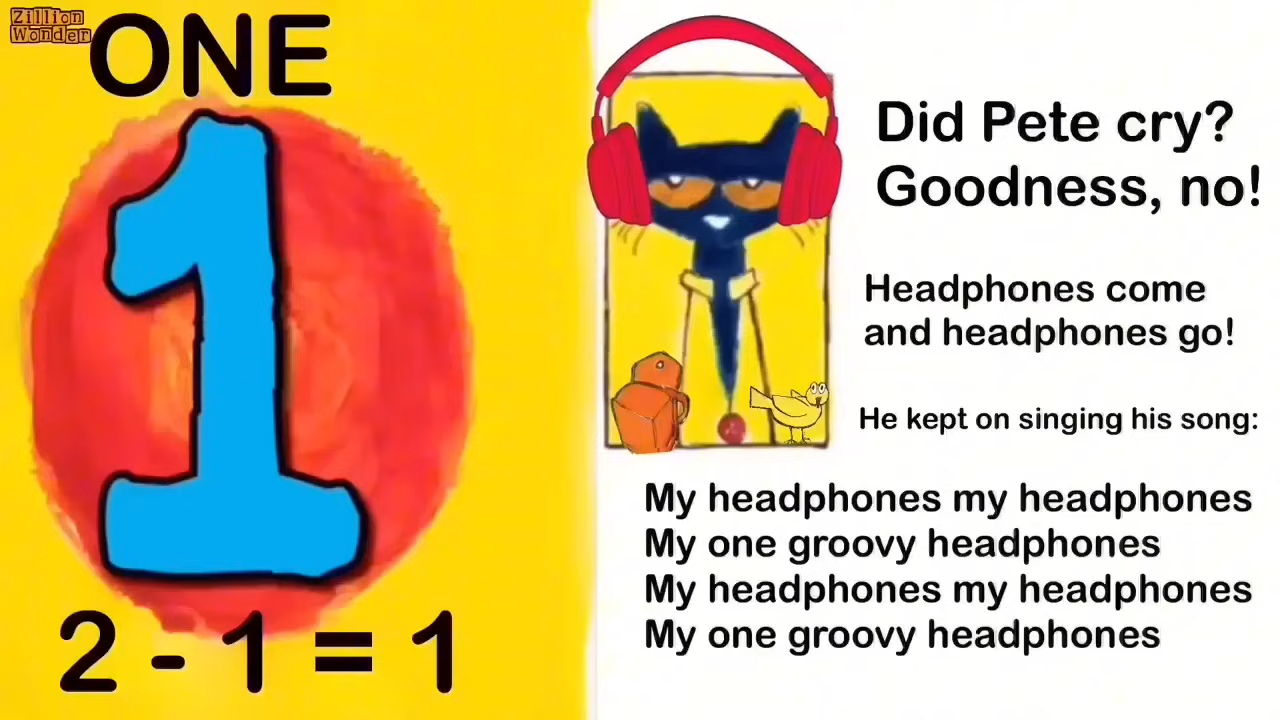 Zillion
Wonder
ONE
1
2 - 1 = 1
Did Pete cry?
Goodness, no!
Headphones come
and headphones go!
He kept on singing his song:
My headphones my headphones
My one groovy headphones
My headphones my headphones
My one groovy headphones